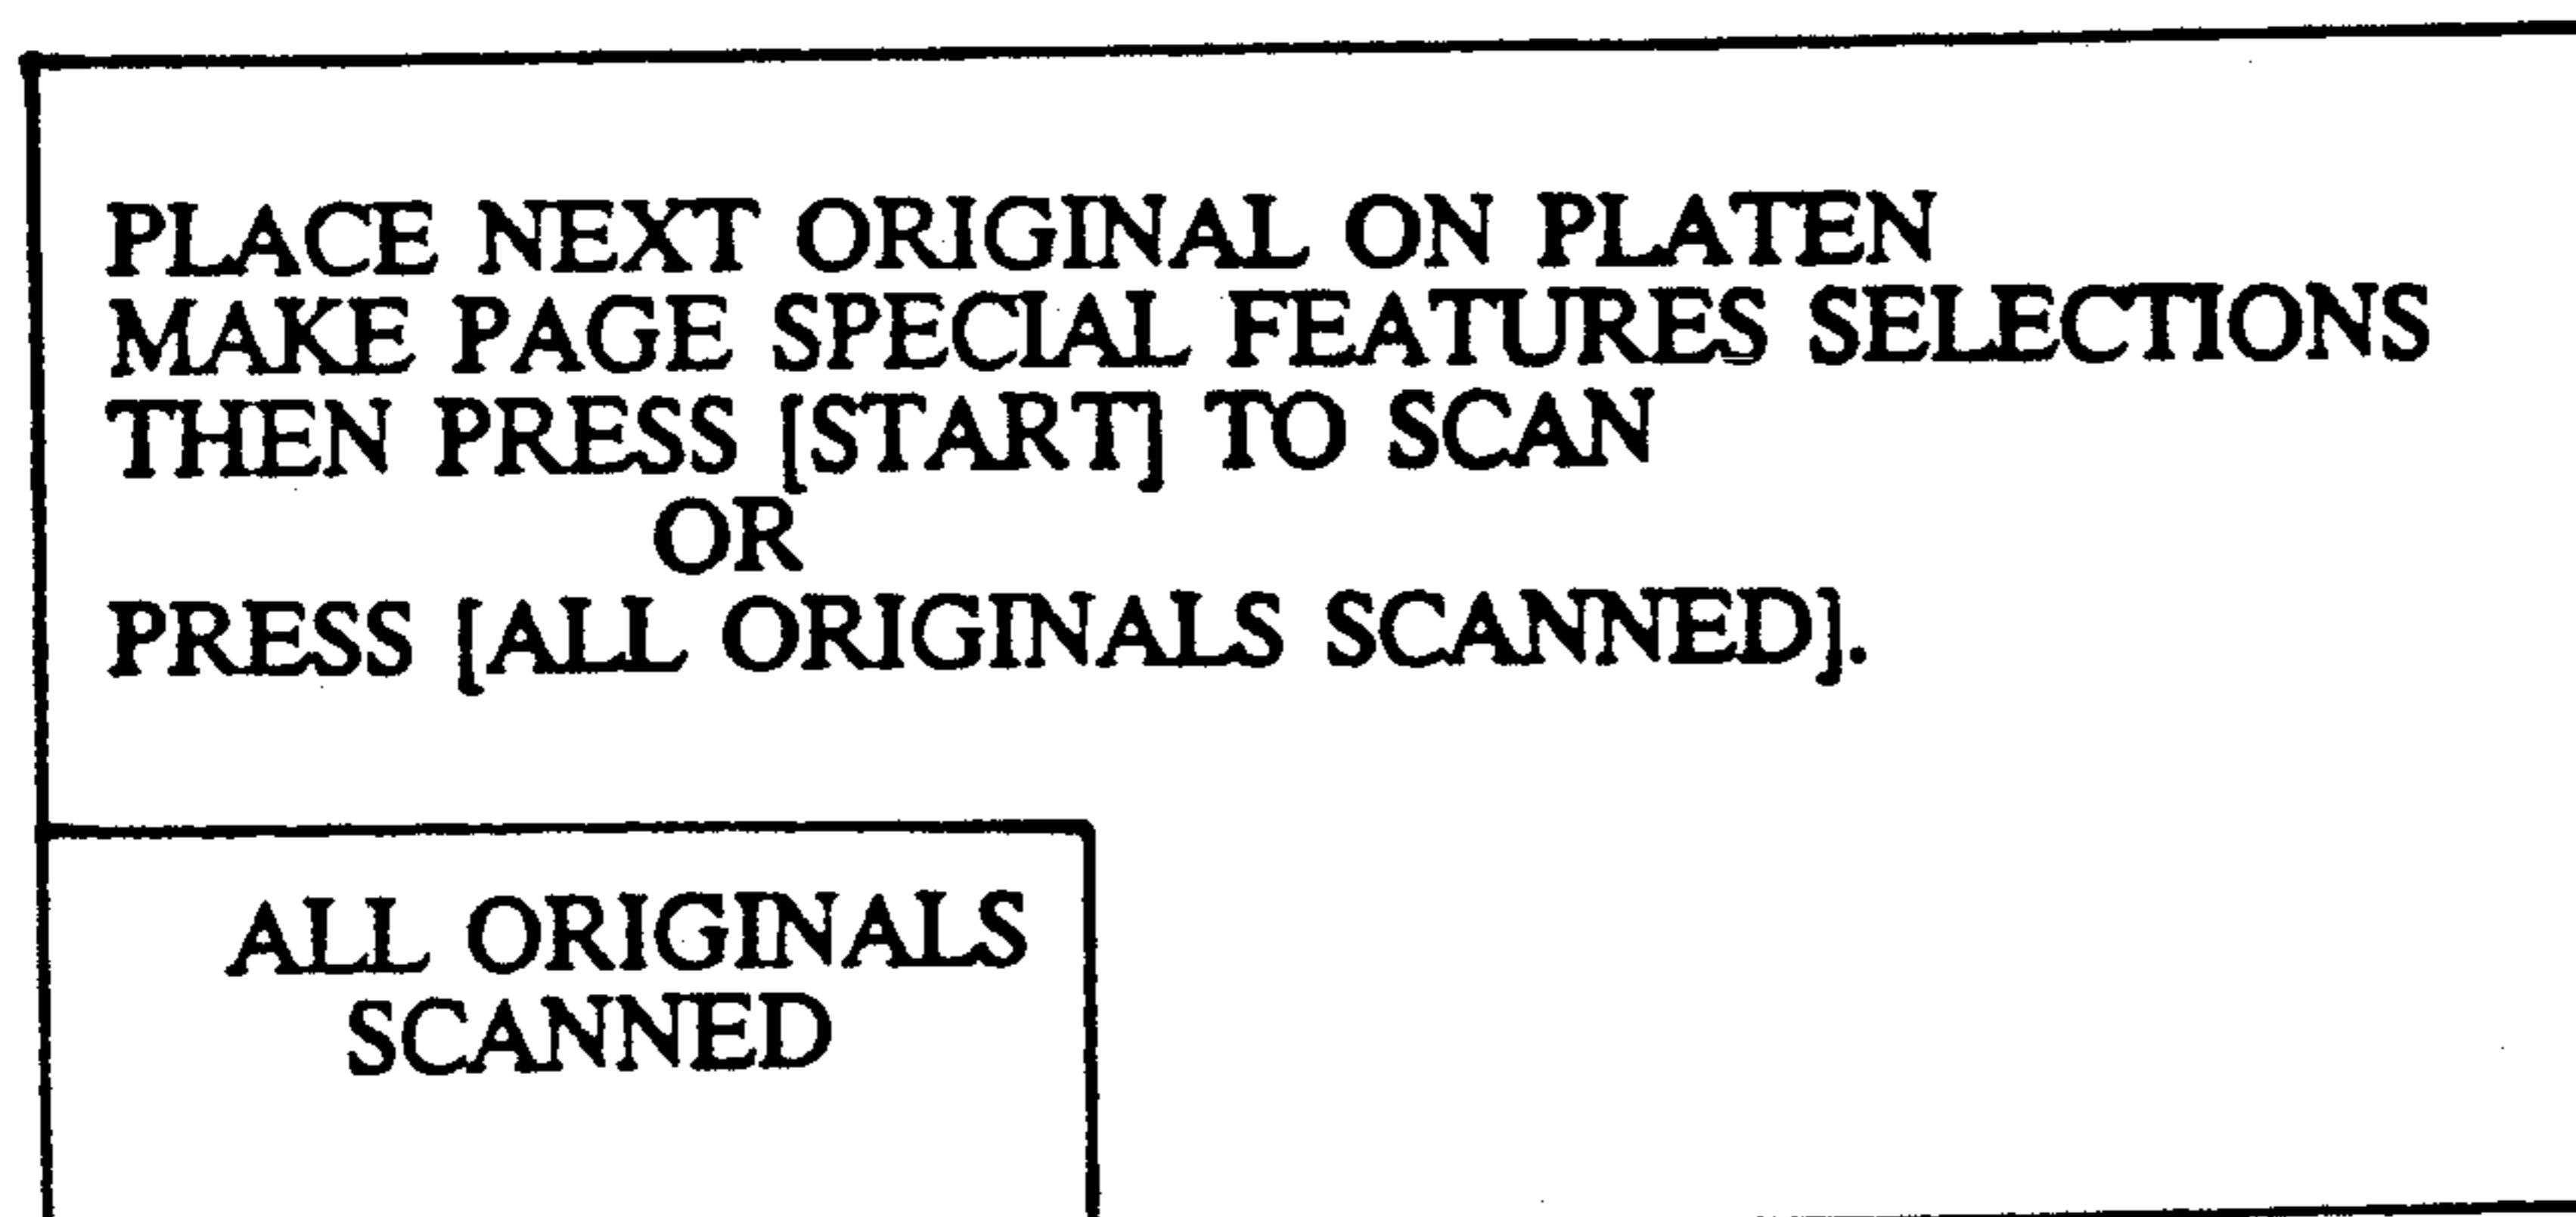 PLACE NEXT ORIGINAL ON PLATEN
MAKE PAGE SPECIAL FEATURES SELECTIONS
THEN PRESS [START] TO SCAN
OR
PRESS [ALL ORIGINALS SCANNED].
ALL ORIGINALS
SCANNED